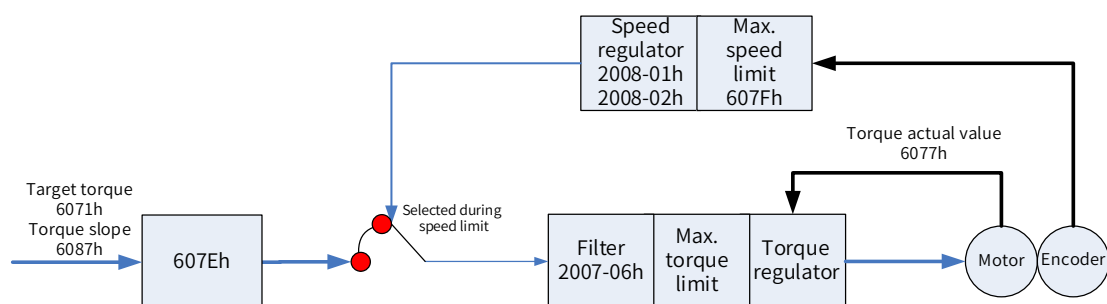 Speed
regulator
2008-01h
2008-02h
Max.
speed
limit
607Fh
Torque actual value
6077h
Target torque
6071h
Torque slope
6087h
607Eh
Selected during
speed limit
Filter
2007-06h
Max.
torque
limit
Torque
regulator
Motor
Encoder